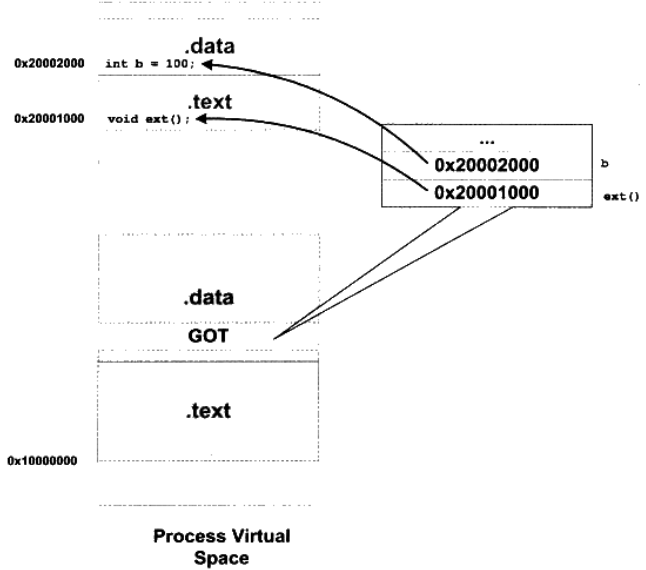 .data
0x20002000 int b = 100;
.text
0x20001000 void ext();
...
0x20002000 b
0x20001000 ext()
.data
GOT
.text
0x10000000
Process Virtual
Space